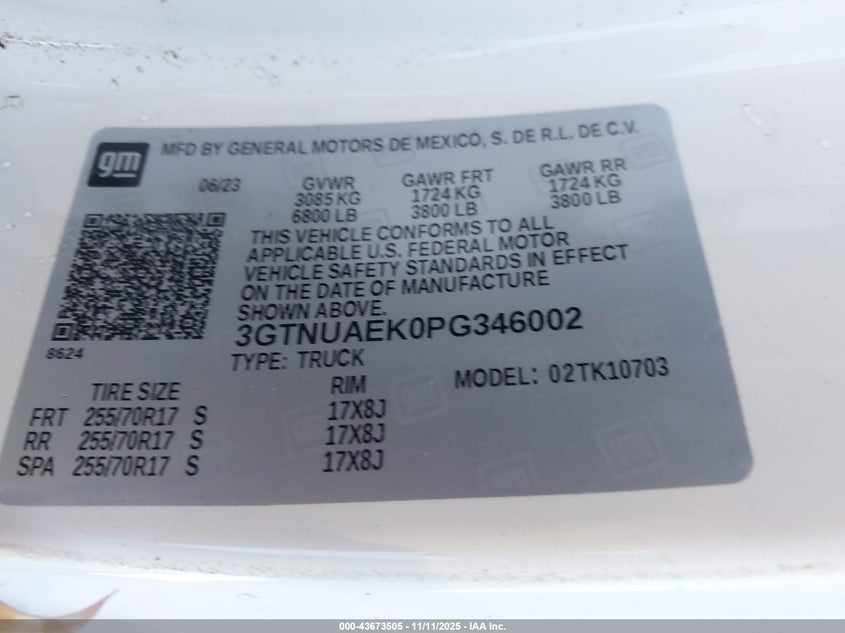 gm MFD BY GENERAL MOTORS DE MEXICO, S. DE R.L. DE C.V.
06/23 GVWR GAWR FRT GAWR RR
3085 KG 1724 KG 1724 KG
6800 LB 3800 LB 3800 LB
THIS VEHICLE CONFORMS TO ALL
APPLICABLE U.S. FEDERAL MOTOR
VEHICLE SAFETY STANDARDS IN EFFECT
ON THE DATE OF MANUFACTURE
SHOWN ABOVE.
3GTNUAEK0PG346002
8624
TYPE: TRUCK MODEL: 02TK10703
TIRE SIZE RIM
FRT 255/70R17 S 17X8J
RR 255/70R17 S 17X8J
SPA 255/70R17 S 17X8J
000-43673505 - 11/11/2025 - IAA Inc.